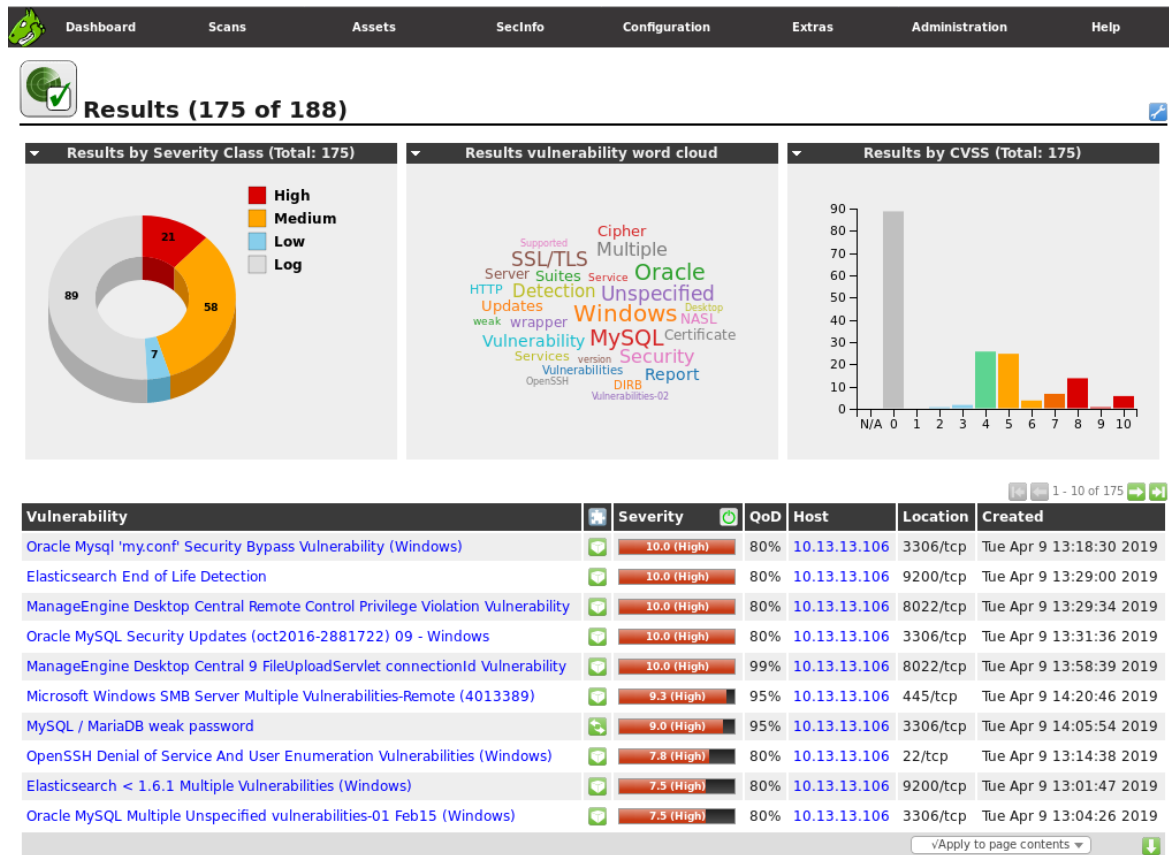 Dashboard Scans Assets SecInfo Configuration Extras Administration Help
Results (175 of 188)
Results by Severity Class (Total: 175)
High
Medium
Low
Log
21
58
7
89
Results vulnerability word cloud
Cipher
Supported
Multiple
SSL/TLS
Server Suites Service Oracle
HTTP Detection Unspecified
Updates Windows Desktop
weak wrapper NASL
Vulnerability MySQL Certificate
Services version Security
Vulnerabilities Report
OpenSSH DIRB
Vulnerabilities-02
Results by CVSS (Total: 175)
90
80
70
60
50
40
30
20
10
0
N/A 0 1 2 3 4 5 6 7 8 9 10
1 - 10 of 175
Vulnerability Severity QoD Host Location Created
Oracle Mysql 'my.conf' Security Bypass Vulnerability (Windows) 10.0 (High) 80% 10.13.13.106 3306/tcp Tue Apr 9 13:18:30 2019
Elasticsearch End of Life Detection 10.0 (High) 80% 10.13.13.106 9200/tcp Tue Apr 9 13:29:00 2019
ManageEngine Desktop Central Remote Control Privilege Violation Vulnerability 10.0 (High) 80% 10.13.13.106 8022/tcp Tue Apr 9 13:29:34 2019
Oracle MySQL Security Updates (oct2016-2881722) 09 - Windows 10.0 (High) 80% 10.13.13.106 3306/tcp Tue Apr 9 13:31:36 2019
ManageEngine Desktop Central 9 FileUploadServlet connectionId Vulnerability 10.0 (High) 99% 10.13.13.106 8022/tcp Tue Apr 9 13:58:39 2019
Microsoft Windows SMB Server Multiple Vulnerabilities-Remote (4013389) 9.3 (High) 95% 10.13.13.106 445/tcp Tue Apr 9 14:20:46 2019
MySQL / MariaDB weak password 9.0 (High) 95% 10.13.13.106 3306/tcp Tue Apr 9 14:05:54 2019
OpenSSH Denial of Service And User Enumeration Vulnerabilities (Windows) 7.8 (High) 80% 10.13.13.106 22/tcp Tue Apr 9 13:14:38 2019
Elasticsearch < 1.6.1 Multiple Vulnerabilities (Windows) 7.5 (High) 80% 10.13.13.106 9200/tcp Tue Apr 9 13:01:47 2019
Oracle MySQL Multiple Unspecified vulnerabilities-01 Feb15 (Windows) 7.5 (High) 80% 10.13.13.106 3306/tcp Tue Apr 9 13:04:26 2019
√Apply to page contents